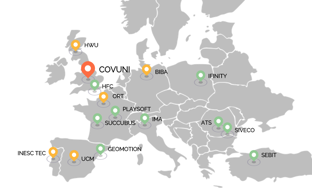 HWU
COVUNI
BIBA
IFINITY
HFC
ORT
PLAYSOFT
SUCCUBUS
IMA
ATS
SIVECO
GEOMOTION
INESC TEC
UCM
SEBIT